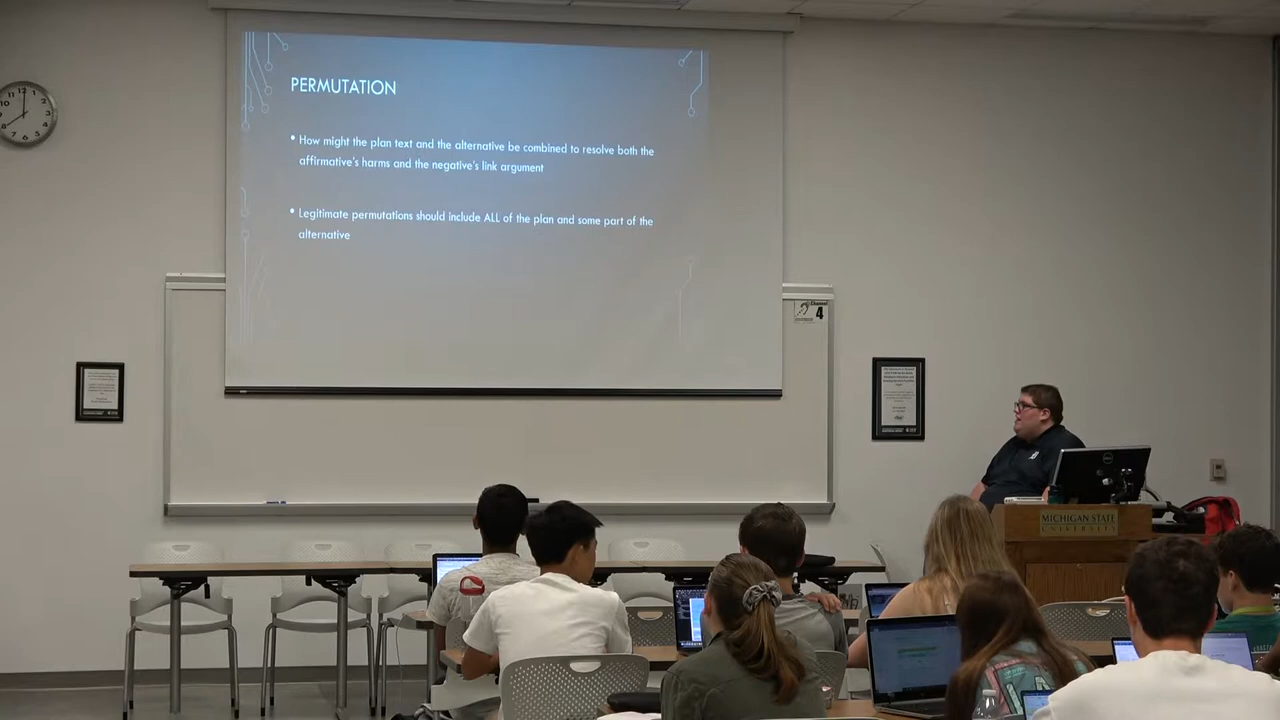 PERMUTATION
• How might the plan text and the alternative be combined to resolve both the
affirmative's harms and the negative's link argument
• Legitimate permutations should include ALL of the plan and some part of the
alternative
Channel
4
MICHIGAN STATE
UNIVERSITY
DELL